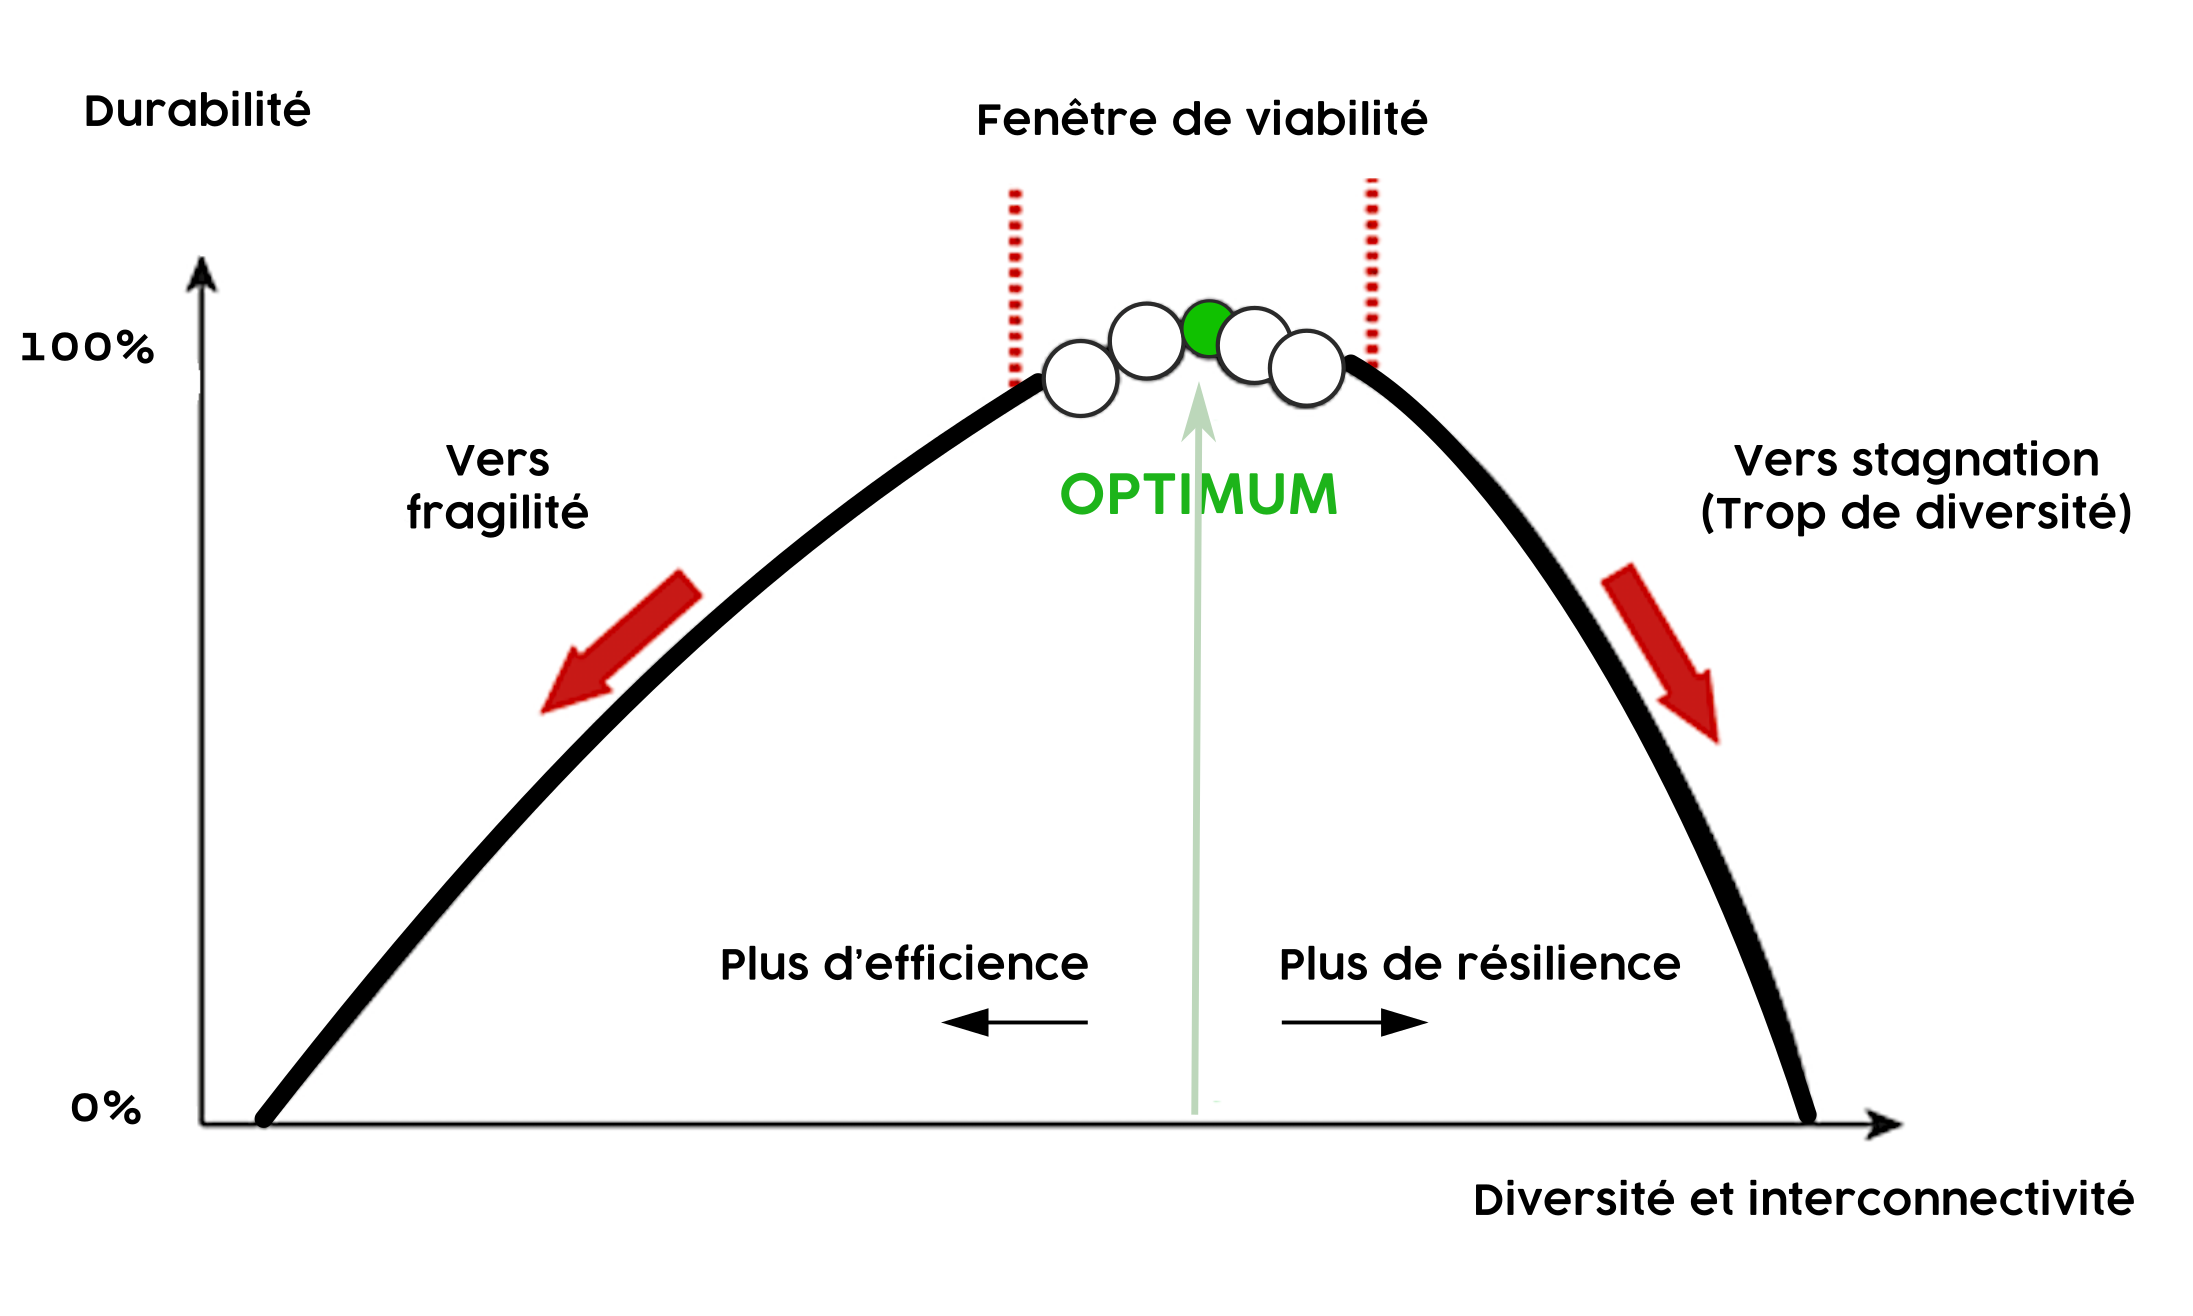 Durabilité
Fenêtre de viabilité
100%
Vers
fragilité
OPTIMUM
Vers stagnation
(Trop de diversité)
Plus d'efficience
Plus de résilience
0%
Diversité et interconnectivité